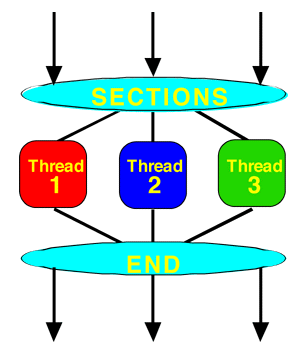 SECTIONS
Thread
1
Thread
2
Thread
3
END